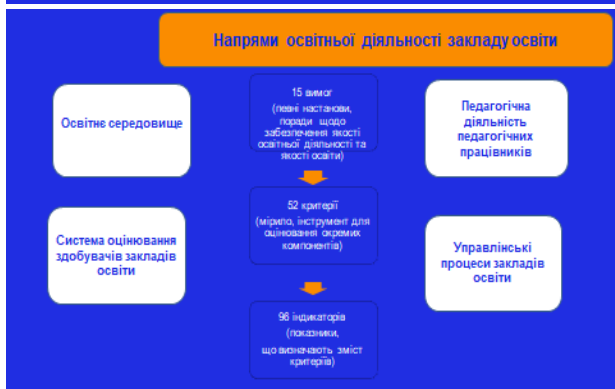 Напрями освітньої діяльності закладу освіти
Освітнє середовище
15 вимог
(певні настанови,
поради щодо
забезпечення якості
освітньої діяльності та
якості освіти)
Педагогічна
діяльність
педагогічних
працівників
Система оцінювання
здобувачів закладів
освіти
52 критерії
(мірило, інструмент для
оцінювання окремих
компонентів)
Управлінські
процеси закладів
освіти
96 індикаторів
(показники,
що визначають зміст
критеріїв)